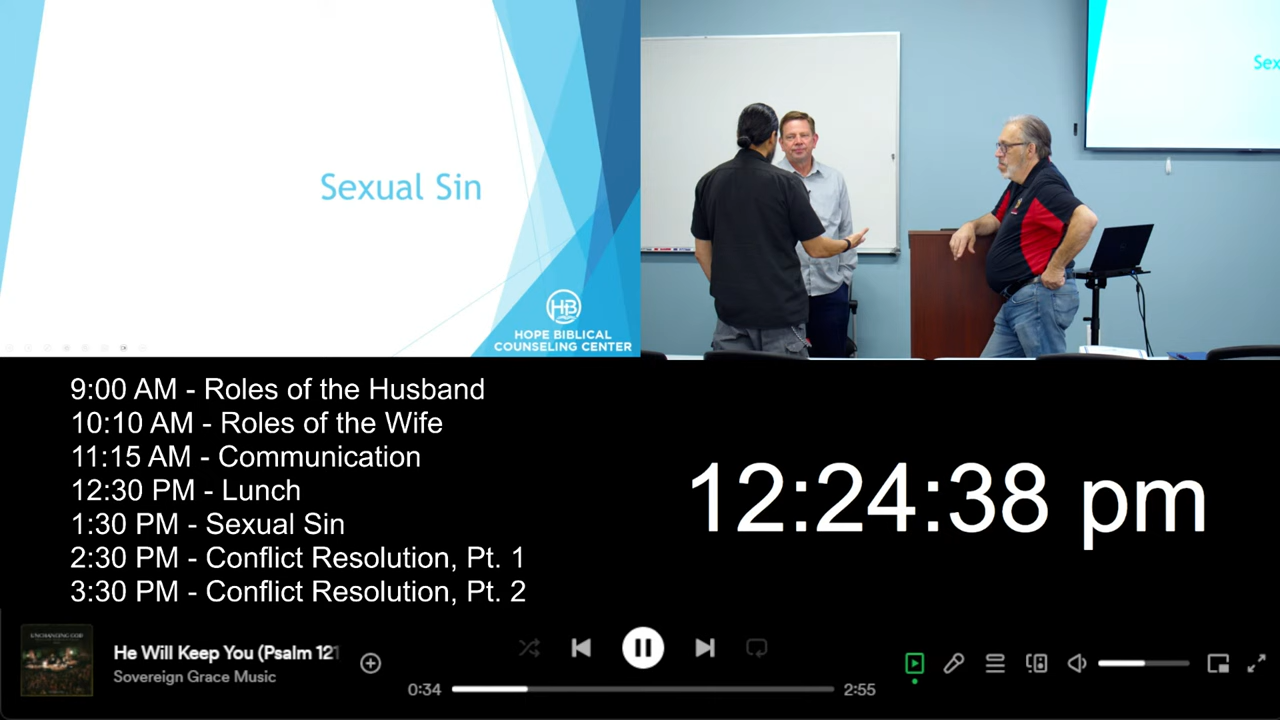 Sexual Sin
HB
HOPE BIBLICAL
COUNSELING CENTER
Sex
9:00 AM - Roles of the Husband
10:10 AM - Roles of the Wife
11:15 AM - Communication
12:30 PM - Lunch
1:30 PM - Sexual Sin
2:30 PM - Conflict Resolution, Pt. 1
3:30 PM - Conflict Resolution, Pt. 2
12:24:38 pm
UNCHANGING GOD
He Will Keep You (Psalm 121
Sovereign Grace Music
0:34
2:55